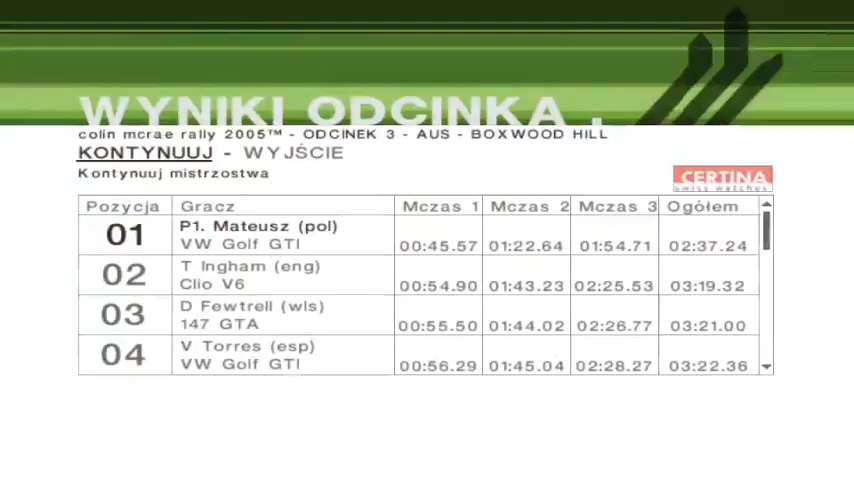 WYNIKI ODCINKA .
colin mcrae rally 2005™ - ODCINEK 3 - AUS - BOXWOOD HILL
KONTYNUUJ - WYJŚCIE
Kontynuuj mistrzostwa
CERTINA
swiss watches
Pozycja Gracz Mczas 1 Mczas 2 Mczas 3 Ogółem
01 P1. Mateusz (pol)
VW Golf GTI 00:45.57 01:22.64 01:54.71 02:37.24
02 T Ingham (eng)
Clio V6 00:54.90 01:43.23 02:25.53 03:19.32
03 D Fewtrell (wls)
147 GTA 00:55.50 01:44.02 02:26.77 03:21.00
04 V Torres (esp)
VW Golf GTI 00:56.29 01:45.04 02:28.27 03:22.36